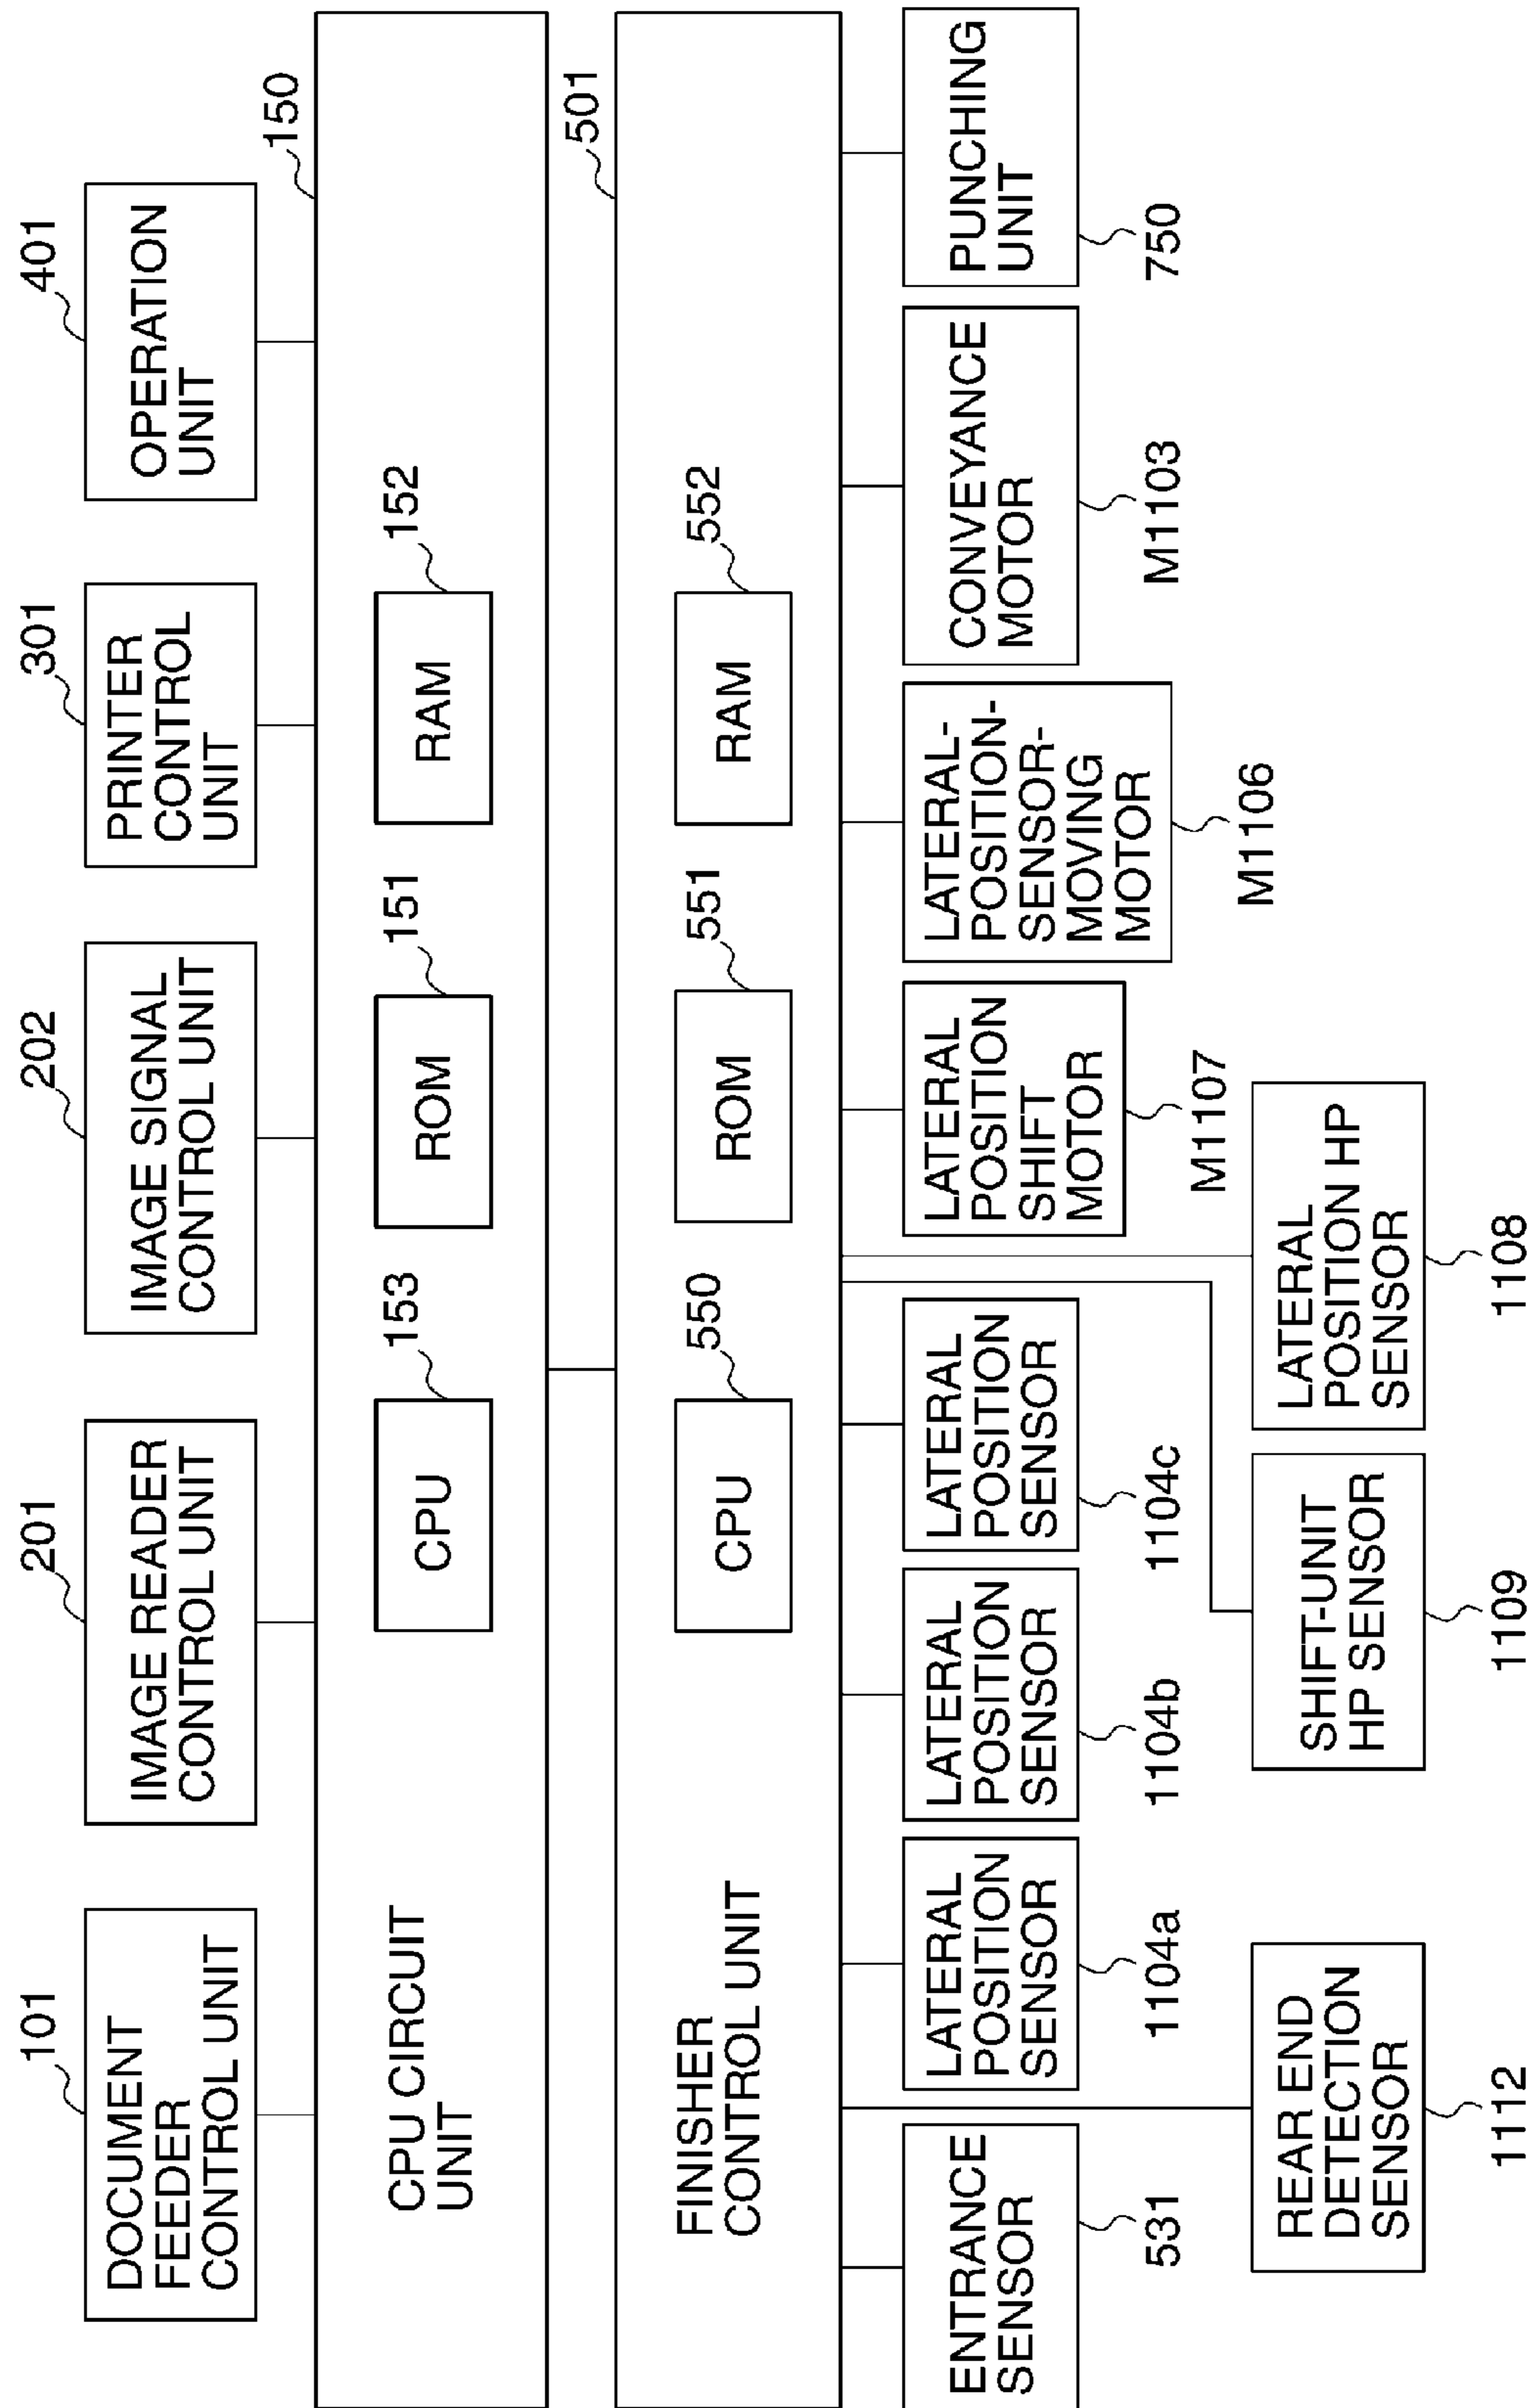 101
DOCUMENT
FEEDER
CONTROL UNIT
201
IMAGE READER
CONTROL UNIT
202
IMAGE SIGNAL
CONTROL UNIT
301
PRINTER
CONTROL
UNIT
401
OPERATION
UNIT
150
CPU CIRCUIT
UNIT
153
CPU
151
ROM
152
RAM
501
FINISHER
CONTROL UNIT
550
CPU
551
ROM
552
RAM
ENTRANCE
SENSOR
531
LATERAL
POSITION
SENSOR
1104a
LATERAL
POSITION
SENSOR
1104b
LATERAL
POSITION
SENSOR
1104c
LATERAL
POSITION
SHIFT
MOTOR
M1107
LATERAL-
POSITION-
SENSOR-
MOVING
MOTOR
M1106
CONVEYANCE
MOTOR
M1103
PUNCHING
UNIT
750
REAR END
DETECTION
SENSOR
1112
SHIFT-UNIT
HP SENSOR
1109
LATERAL
POSITION HP
SENSOR
1108